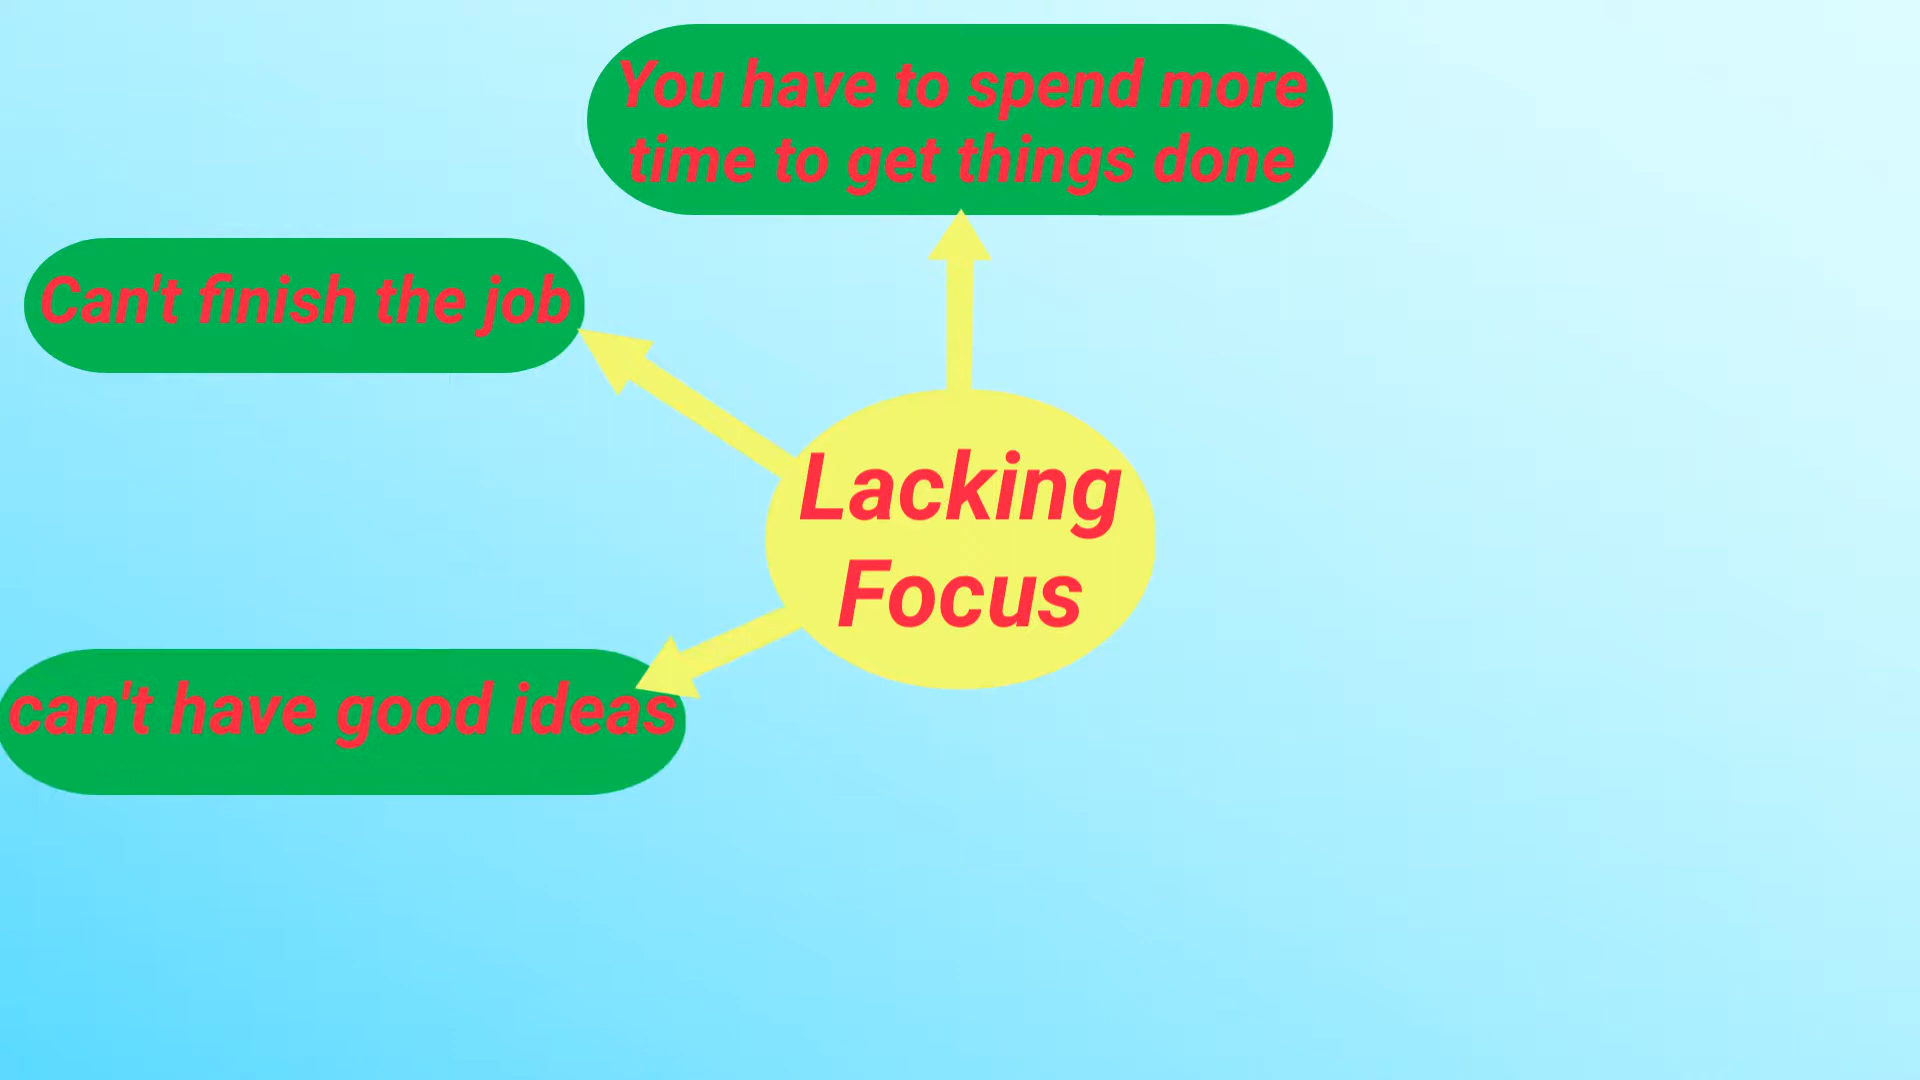 You have to spend more
time to get things done
Can't finish the job
Lacking
Focus
can't have good ideas